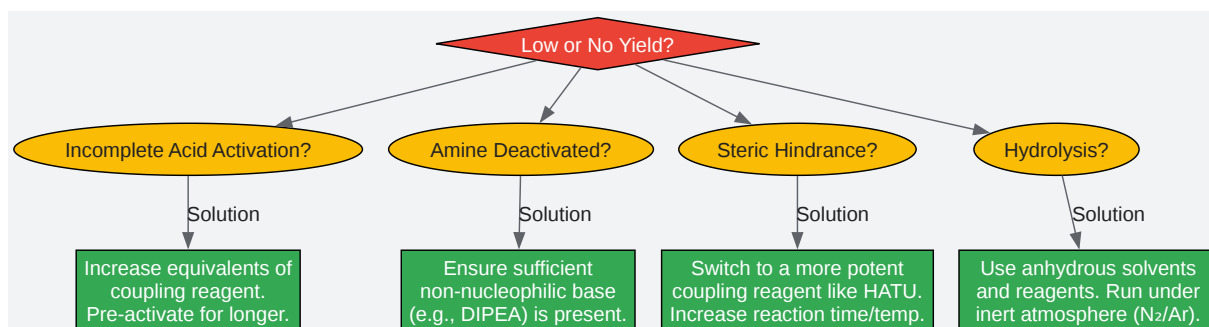 Low or No Yield?
Incomplete Acid Activation?
Amine Deactivated?
Steric Hindrance?
Hydrolysis?
Solution
Solution
Solution
Solution
Increase equivalents of
coupling reagent.
Pre-activate for longer.
Ensure sufficient
non-nucleophilic base
(e.g., DIPEA) is present.
Switch to a more potent
coupling reagent like HATU.
Increase reaction time/temp.
Use anhydrous solvents
and reagents. Run under
inert atmosphere (N₂/Ar).